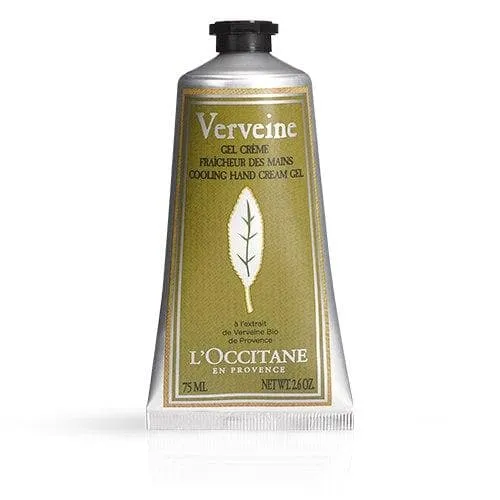 Verveine
GEL CRÈME
FRAÎCHEUR DES MAINS
COOLING HAND CREAM GEL
à l'extrait
de Verveine Bio
de Provence
L'OCCITANE
EN PROVENCE
75 ML NET WT. 2.6 OZ.